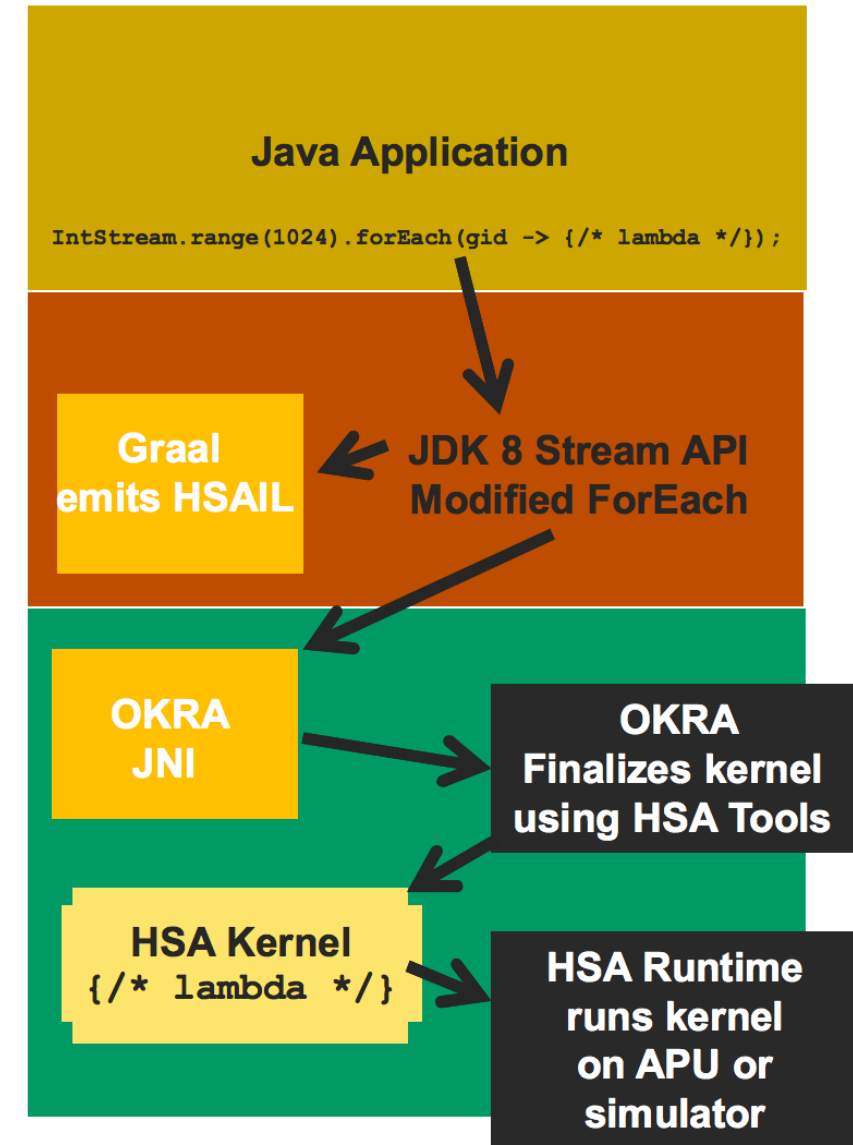 Java Application
IntStream.range(1024).forEach(gid -> {/* lambda */});
Graal
emits HSAIL
JDK 8 Stream API
Modified ForEach
OKRA
JNI
OKRA
Finalizes kernel
using HSA Tools
HSA Kernel
{/* lambda */}
HSA Runtime
runs kernel
on APU or
simulator